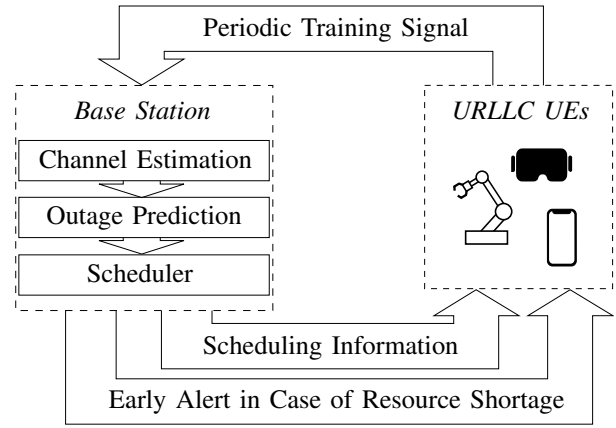 Periodic Training Signal
Base Station
URLLC UEs
Channel Estimation
Outage Prediction
Scheduler
Scheduling Information
Early Alert in Case of Resource Shortage